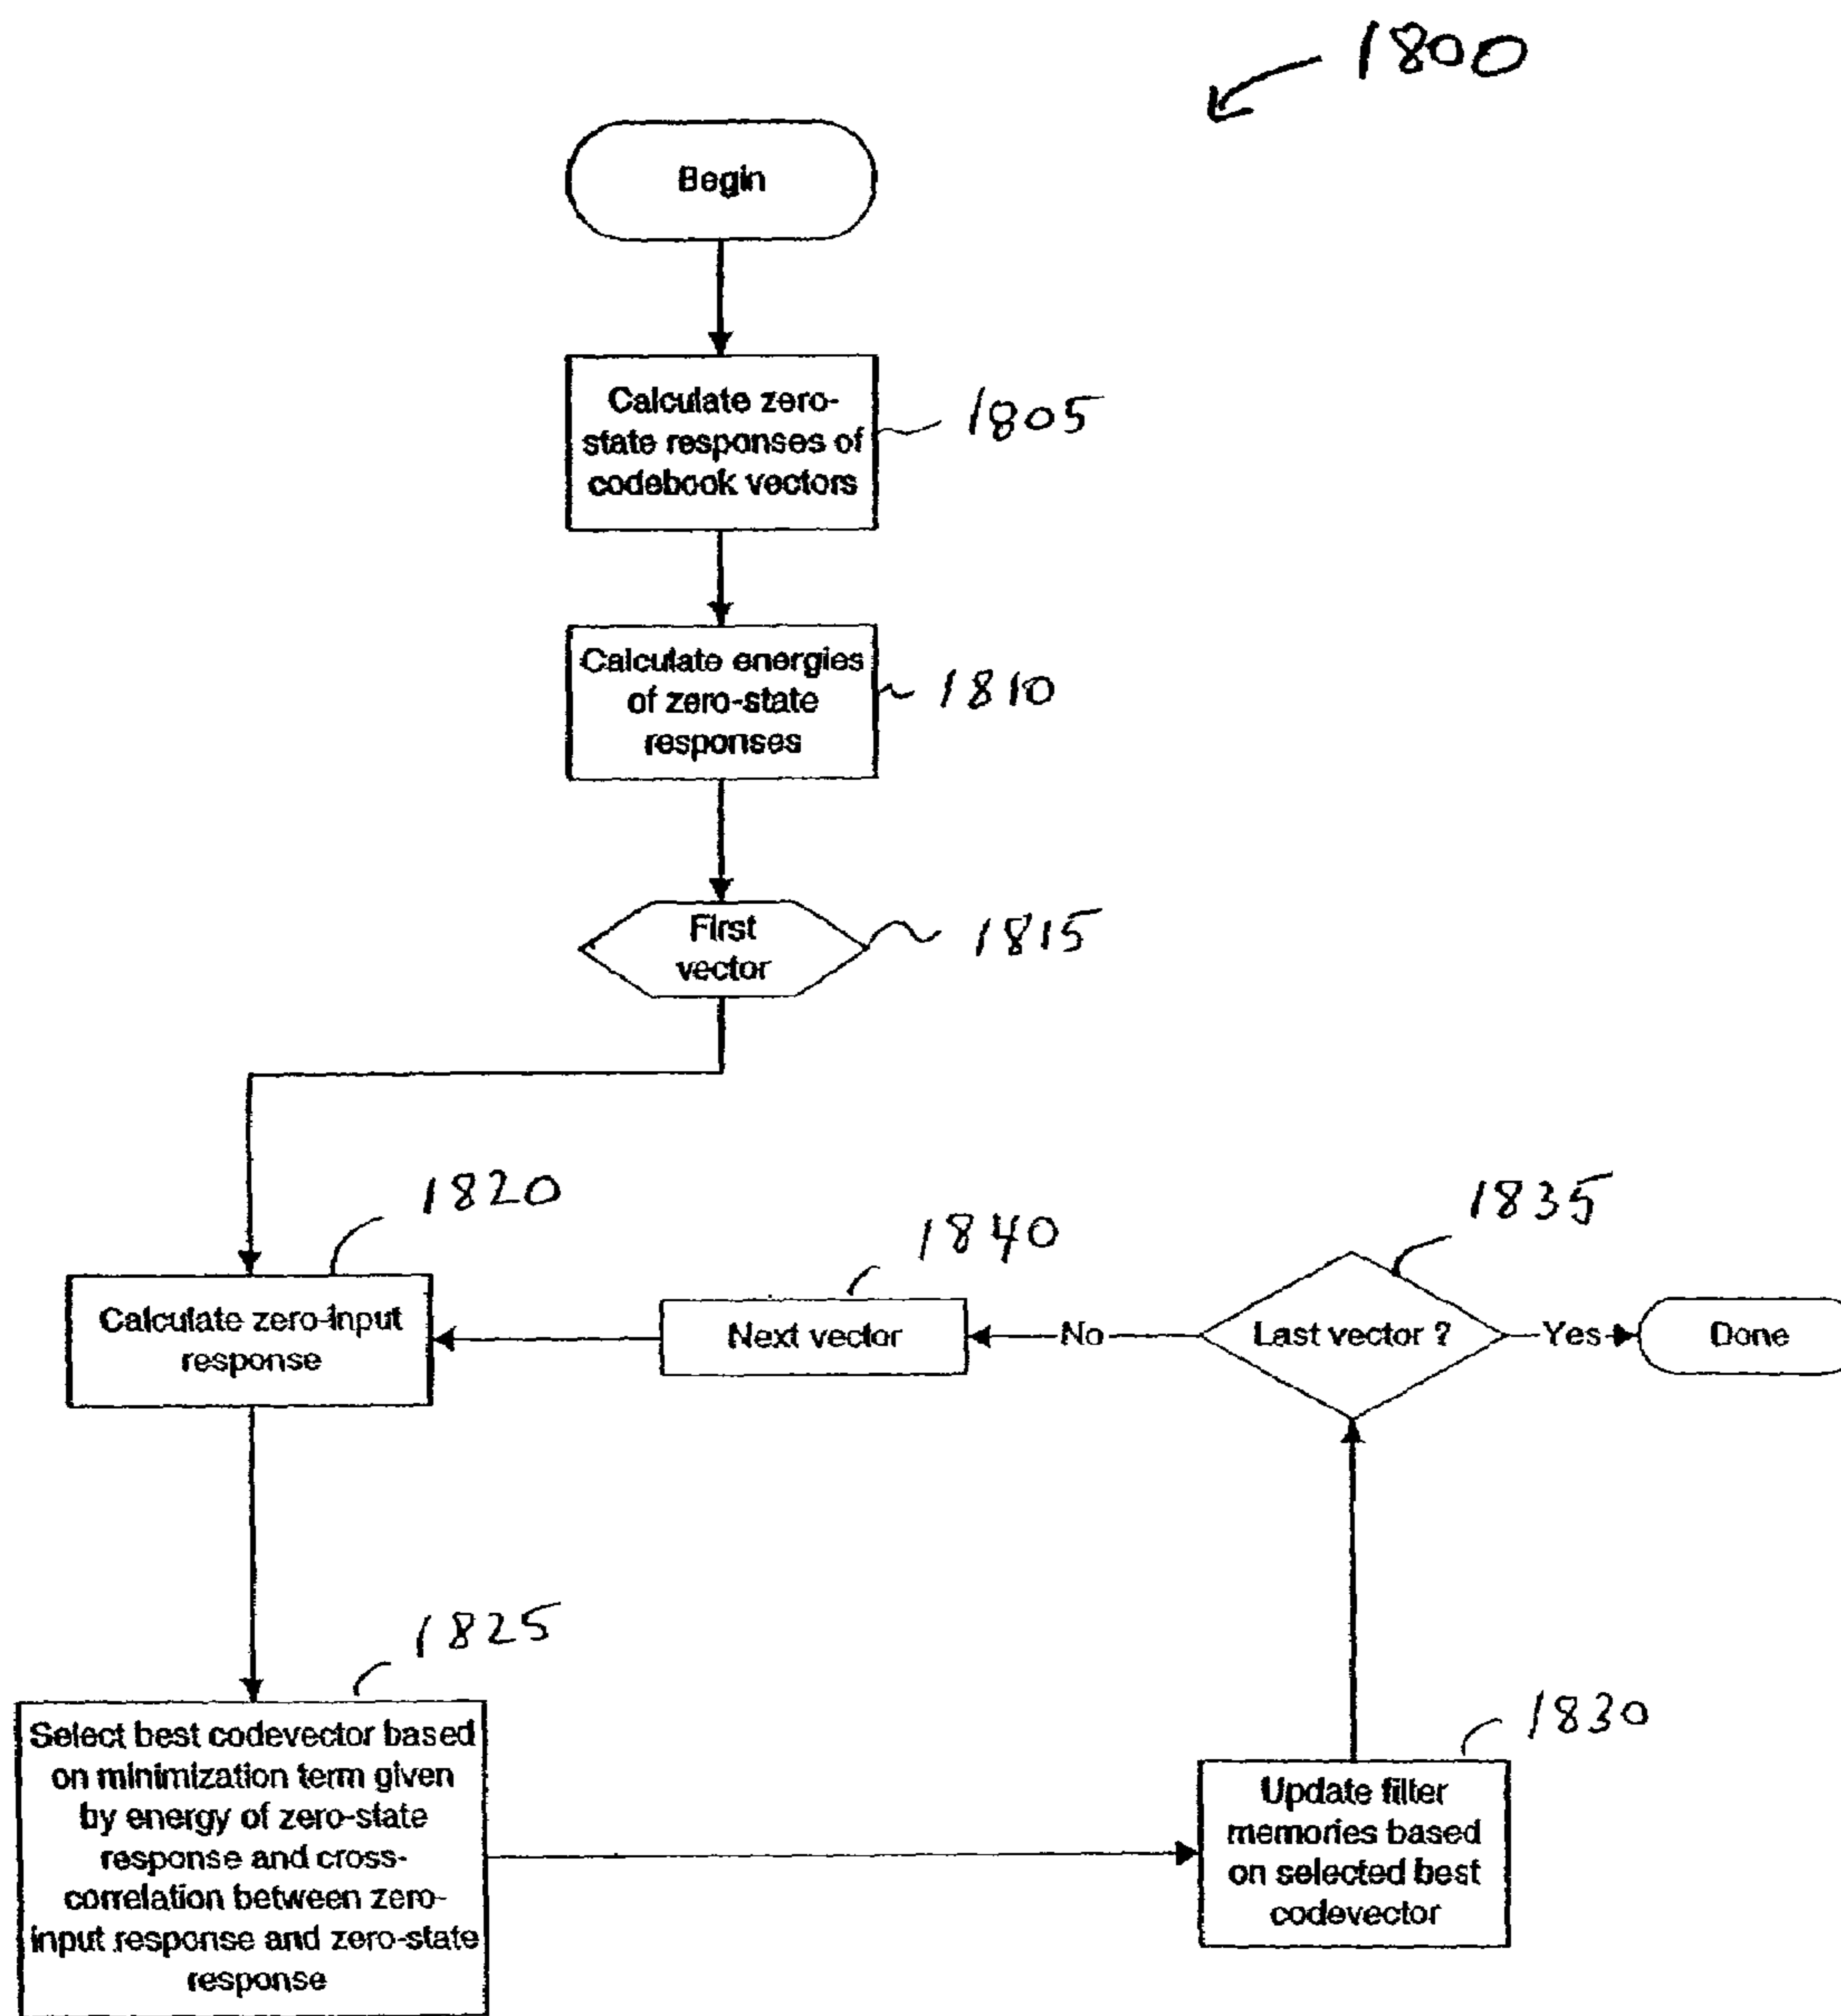 1800
Begin
Calculate zero-
state responses of
codebook vectors
1805
Calculate energies
of zero-state
responses
1810
First
vector
1815
1820
Calculate zero-input
response
1840
Next vector
No
1835
Last vector ?
Yes
Done
1825
Select best codevector based
on minimization term given
by energy of zero-state
response and cross-
correlation between zero-
input response and zero-state
response
1830
Update filter
memories based
on selected best
codevector